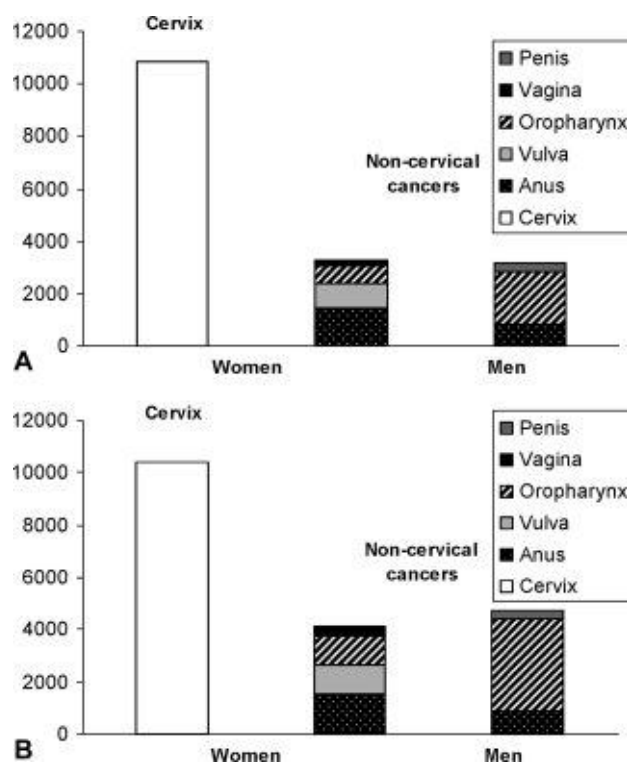 Cervix
12000
10000
8000
6000
4000
2000
0
Penis
Vagina
Oropharynx
Vulva
Anus
Cervix
Non-cervical
cancers
A
Women
Men
Cervix
12000
10000
8000
6000
4000
2000
0
Penis
Vagina
Oropharynx
Vulva
Anus
Cervix
Non-cervical
cancers
B
Women
Men